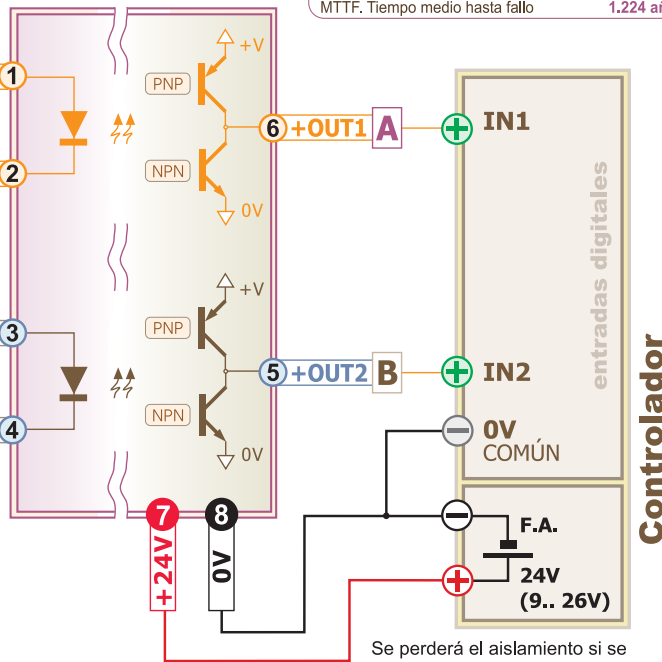 MTTF. Tiempo medio hasta fallo 1.224 añ
1
+V
PNP
6 +OUT1 A
IN1
2
NPN
0V
entradas digitales
+V
3
PNP
5 +OUT2 B
IN2
4
NPN
0V
0V
COMÚN
Controlador
7
8
+24V
0V
F.A.
24V
(9.. 26V)
Se perderá el aislamiento si se